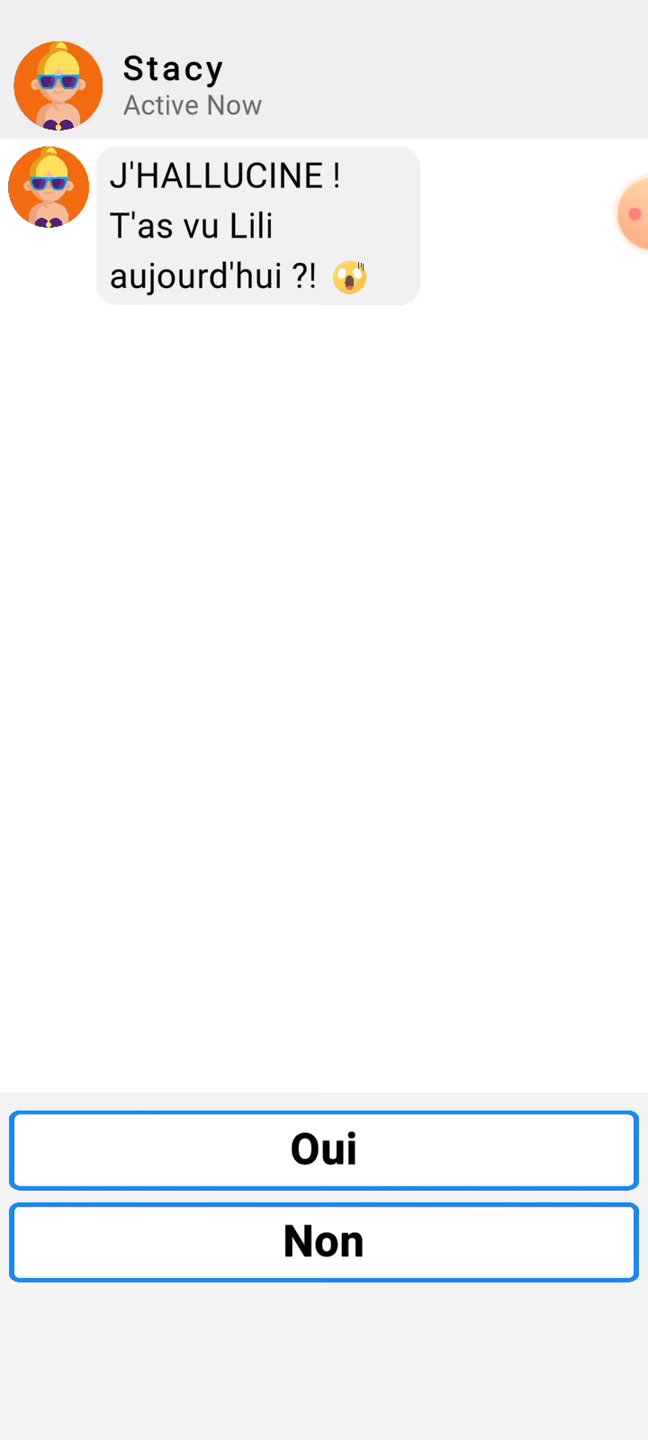 Stacy
Active Now
J'HALLUCINE !
T'as vu Lili
aujourd'hui ?! 😱
Oui
Non